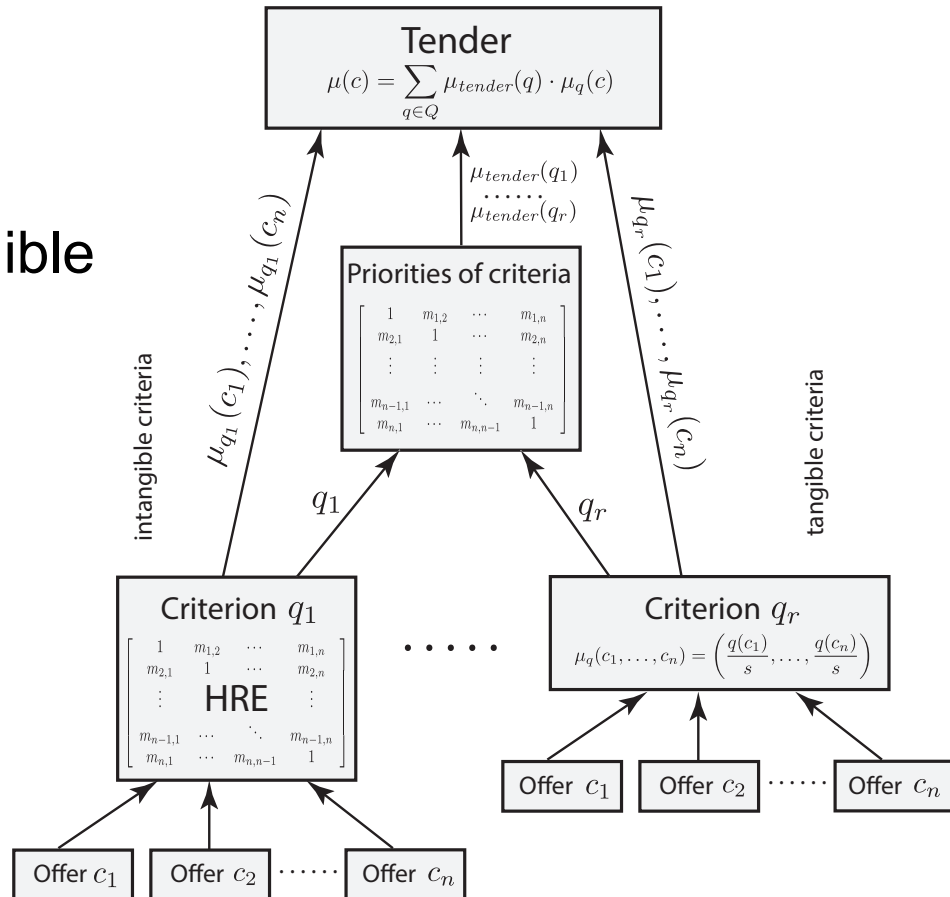 Tender
μ(c) = ∑_{q∈Q} μ_{tender}(q) · μ_q(c)
μ_{tender}(q_1)
······
μ_{tender}(q_r)
ible
μ_{q_1}(c_1), ..., μ_{q_1}(c_n)
μ_{q_r}(c_1), ..., μ_{q_r}(c_n)
Priorities of criteria
1 m_{1,2} ··· m_{1,n}
m_{2,1} 1 ··· m_{2,n}
⋮ ⋮ ⋮ ⋮
m_{n-1,1} ··· ⋱ m_{n-1,n}
m_{n,1} ··· m_{n,n-1} 1
intangible criteria
tangible criteria
q_1
q_r
Criterion q_1
1 m_{1,2} ··· m_{1,n}
m_{2,1} 1 ··· m_{2,n}
⋮ HRE ⋮
m_{n-1,1} ··· ⋱ m_{n-1,n}
m_{n,1} ··· m_{n,n-1} 1
·····
Criterion q_r
μ_q(c_1, ..., c_n) = (q(c_1)/s, ..., q(c_n)/s)
Offer c_1 Offer c_2 ······ Offer c_n
Offer c_1 Offer c_2 ······ Offer c_n